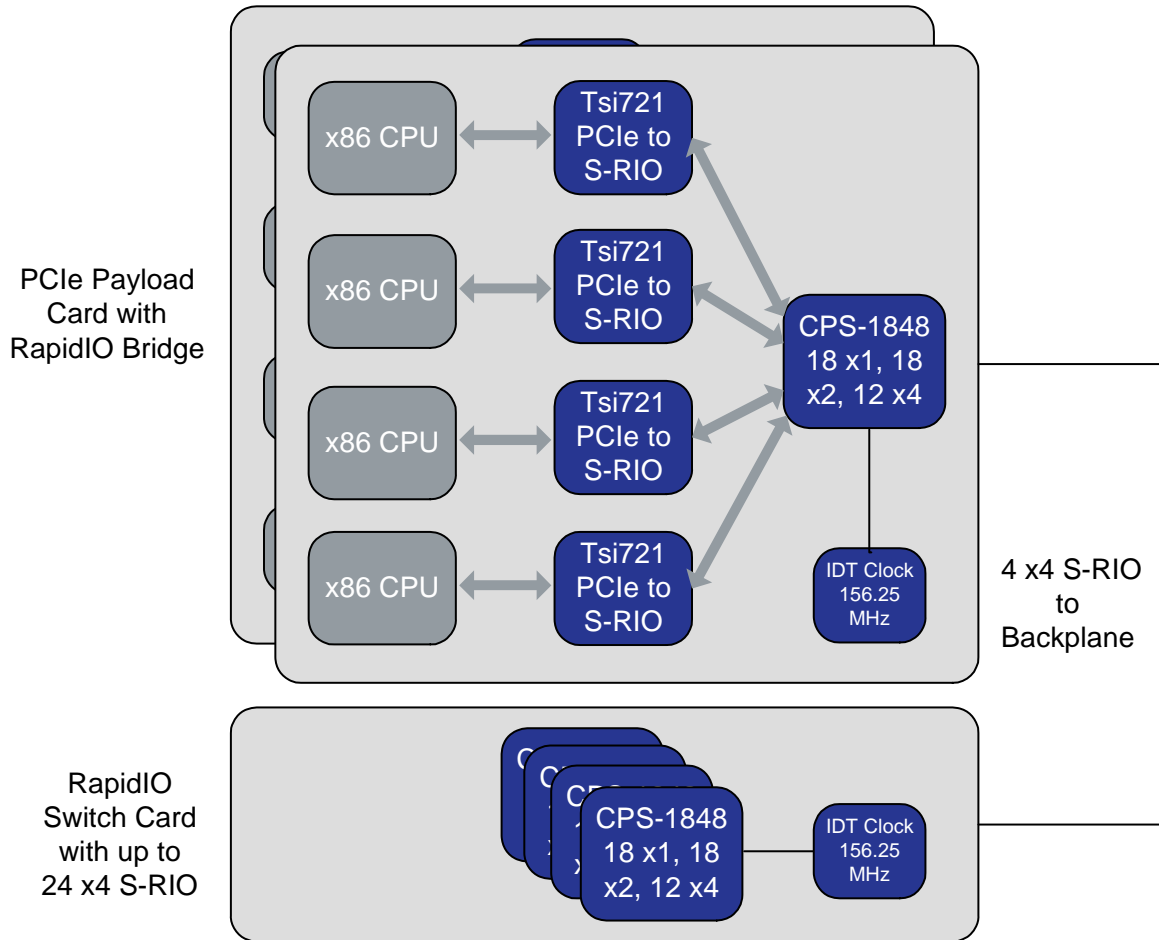 x86 CPU
Tsi721
PCIe to
S-RIO
x86 CPU
Tsi721
PCIe to
S-RIO
PCIe Payload
Card with
RapidIO Bridge
CPS-1848
18 x1, 18
x2, 12 x4
x86 CPU
Tsi721
PCIe to
S-RIO
x86 CPU
Tsi721
PCIe to
S-RIO
IDT Clock
156.25
MHz
4 x4 S-RIO
to
Backplane
RapidIO
Switch Card
with up to
24 x4 S-RIO
CPS-1848
18 x1, 18
x2, 12 x4
IDT Clock
156.25
MHz